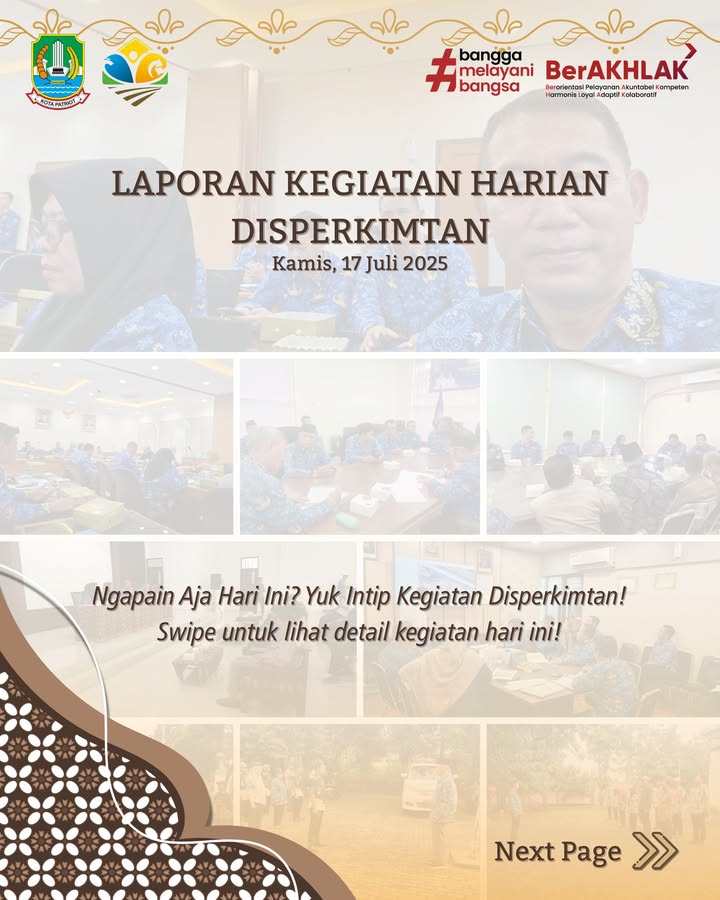 KOTA PATRIOT
#bangga
melayani
bangsa
BerAKHLAK
Berorientasi Pelayanan Akuntabel Kompeten
Harmonis Loyal Adaptif Kolaboratif
LAPORAN KEGIATAN HARIAN
DISPERKIMTAN
Kamis, 17 Juli 2025
Ngapain Aja Hari Ini? Yuk Intip Kegiatan Disperkimtan!
Swipe untuk lihat detail kegiatan hari ini!
Next Page